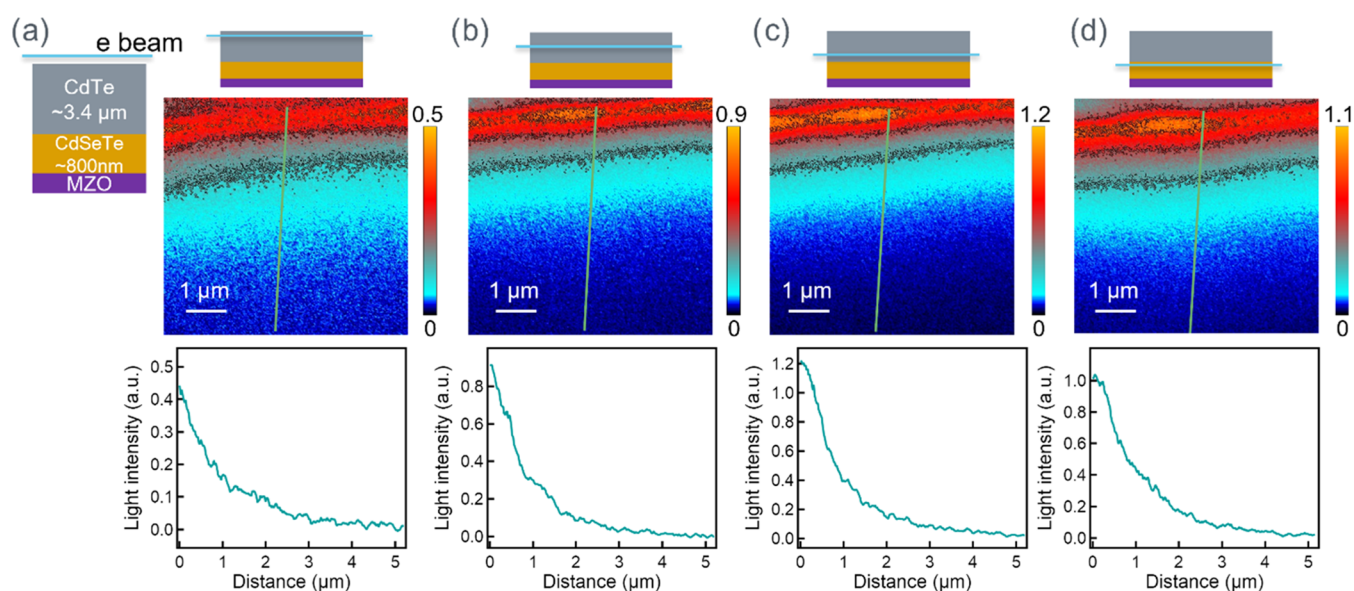 (a)
e beam
CdTe
~3.4 µm
CdSeTe
~800nm
MZO
0.5
0
1 µm
(b)
0.9
0
1 µm
(c)
1.2
0
1 µm
(d)
1.1
0
1 µm
Light intensity (a.u.)
0.5
0.4
0.3
0.2
0.1
0.0
0 1 2 3 4 5
Distance (µm)
Light intensity (a.u.)
0.8
0.6
0.4
0.2
0.0
0 1 2 3 4 5
Distance (µm)
Light intensity (a.u.)
1.2
1.0
0.8
0.6
0.4
0.2
0.0
0 1 2 3 4 5
Distance (µm)
Light intensity (a.u.)
1.0
0.8
0.6
0.4
0.2
0.0
0 1 2 3 4 5
Distance (µm)